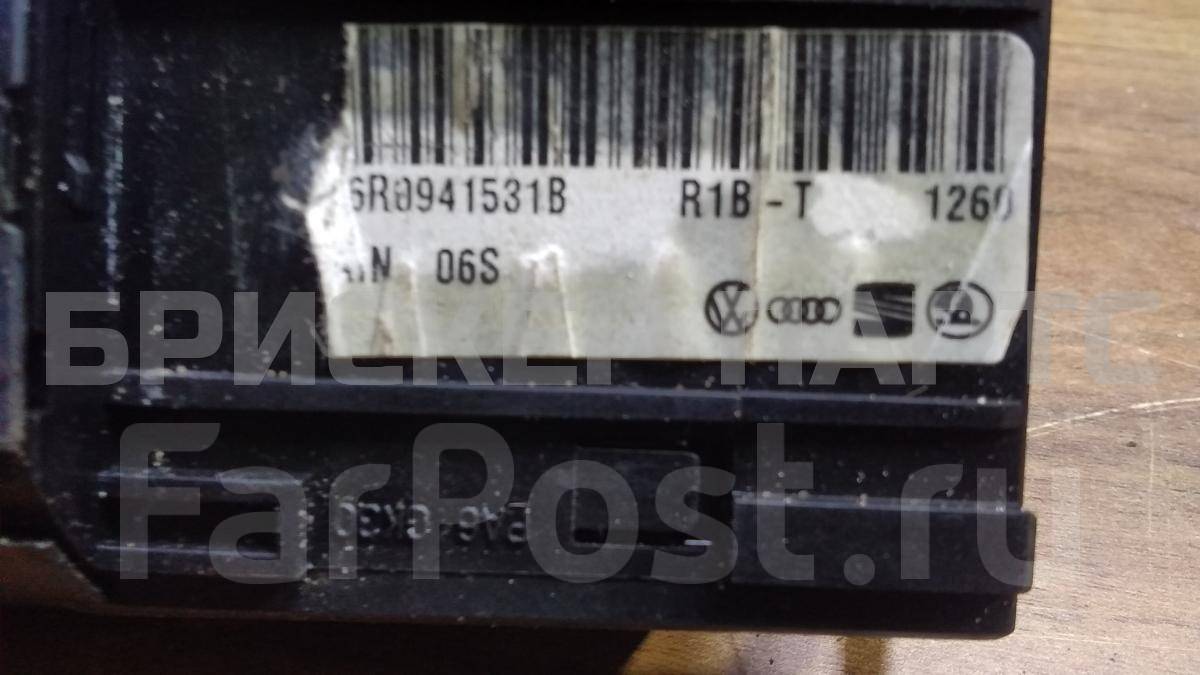 6R0941531B R1B-T 1260
06S
БРИСКЕТ ПАРТС
FarPost.ru